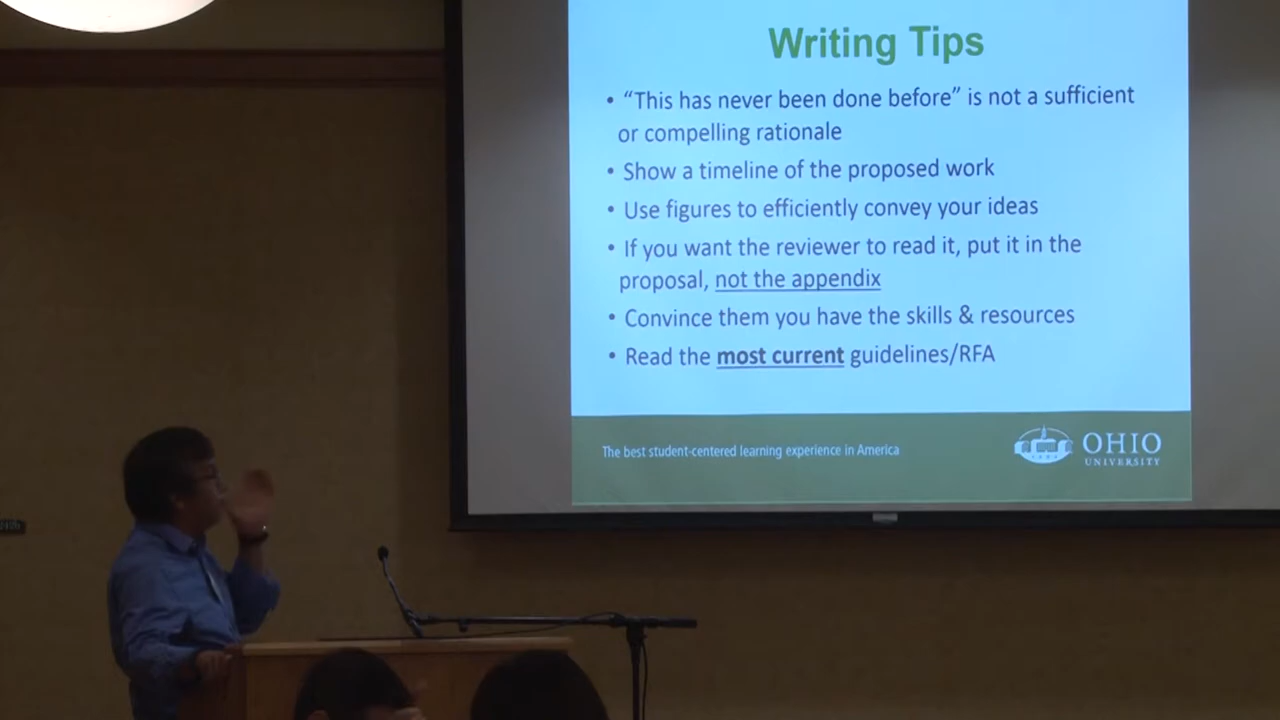 Writing Tips
• “This has never been done before” is not a sufficient
or compelling rationale
• Show a timeline of the proposed work
• Use figures to efficiently convey your ideas
• If you want the reviewer to read it, put it in the
proposal, not the appendix
• Convince them you have the skills & resources
• Read the most current guidelines/RFA
The best student-centered learning experience in America
OHIO
UNIVERSITY